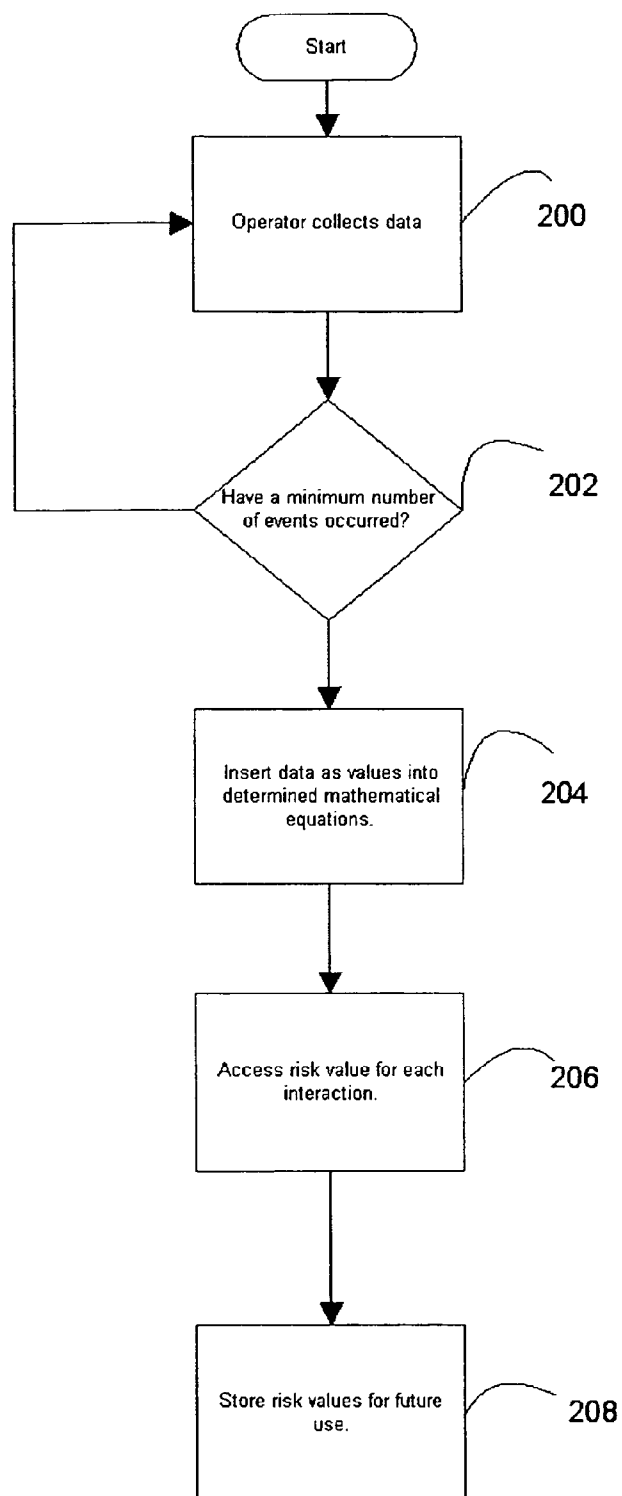 Start
Operator collects data
200
Have a minimum number
of events occurred?
202
Insert data as values into
determined mathematical
equations.
204
Access risk value for each
interaction.
206
Store risk values for future
use.
208